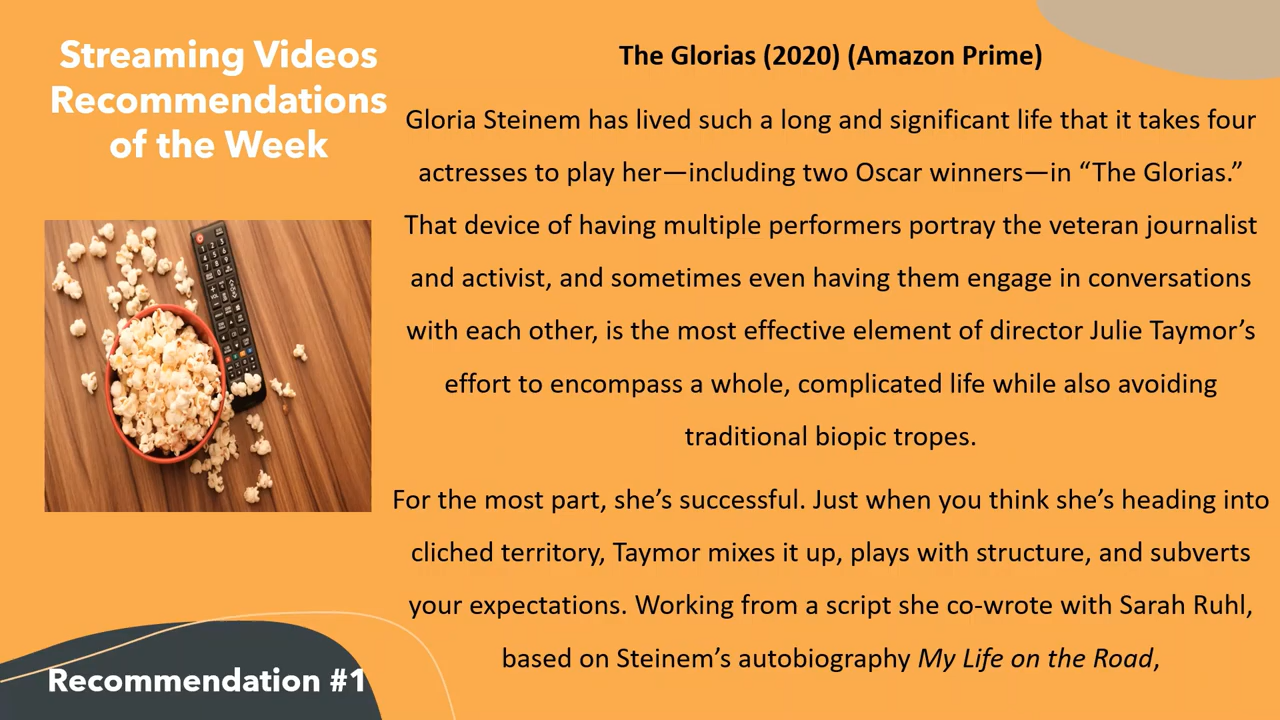 Streaming Videos
Recommendations
of the Week
The Glorias (2020) (Amazon Prime)
Gloria Steinem has lived such a long and significant life that it takes four
actresses to play her—including two Oscar winners—in “The Glorias.”
That device of having multiple performers portray the veteran journalist
and activist, and sometimes even having them engage in conversations
with each other, is the most effective element of director Julie Taymor’s
effort to encompass a whole, complicated life while also avoiding
traditional biopic tropes.
For the most part, she’s successful. Just when you think she’s heading into
cliched territory, Taymor mixes it up, plays with structure, and subverts
your expectations. Working from a script she co-wrote with Sarah Ruhl,
based on Steinem’s autobiography My Life on the Road,
Recommendation #1